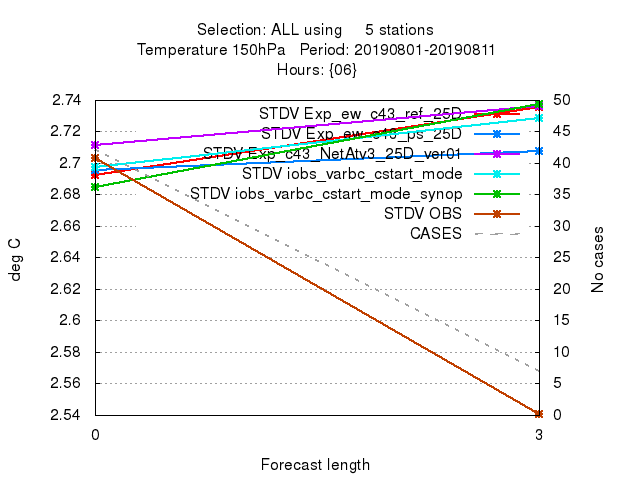 Selection: ALL using 5 stations
Temperature 150hPa Period: 20190801-20190811
Hours: {06}
2.74
2.72
2.7
2.68
2.66
2.64
2.62
2.6
2.58
2.56
2.54
50
45
40
35
30
25
20
15
10
5
0
STDV Exp_ew_c43_ref_25D
STDV Exp_ew_c43_ps_25D
STDV Exp_c43_NetAtv3_25D_ver01
STDV iobs_varbc_cstart_mode
STDV iobs_varbc_cstart_mode_synop
STDV OBS
CASES
deg C
No cases
0
3
Forecast length